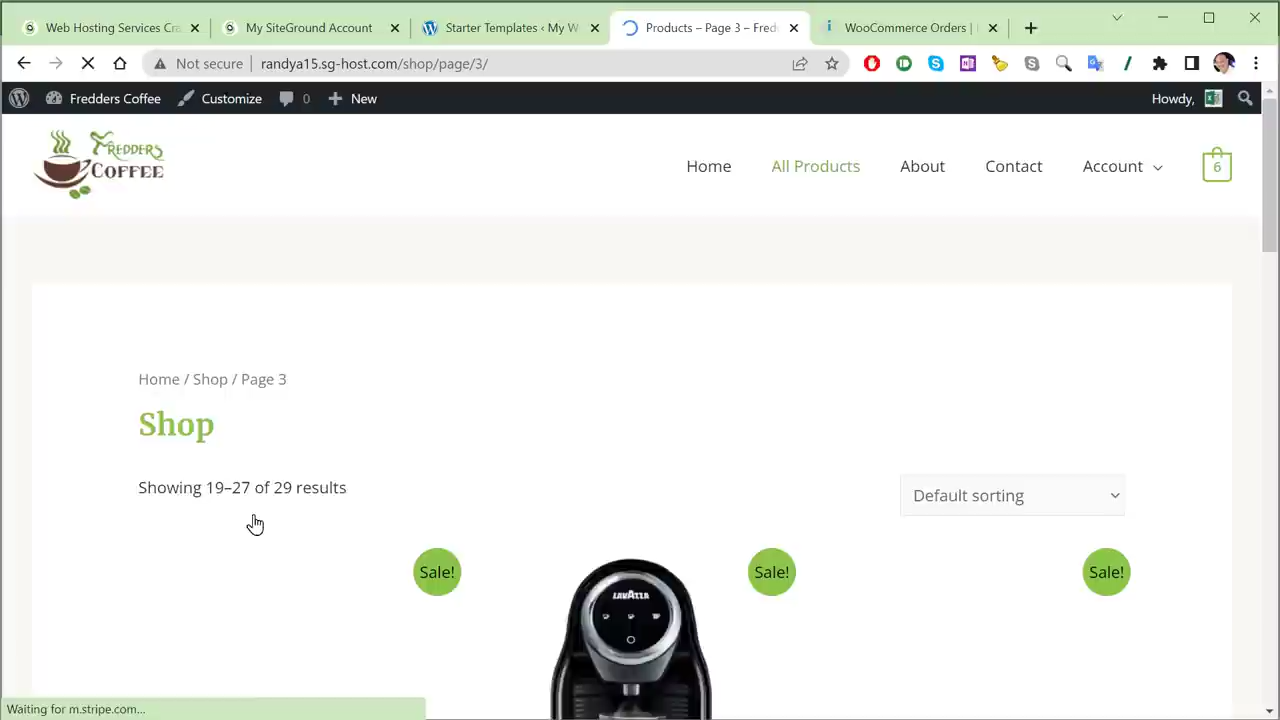 Web Hosting Services Cra
My SiteGround Account
Starter Templates ‹ My W
Products – Page 3 – Fred
WooCommerce Orders |
Not secure
rmdya15.sg-host.com/shop/page/3/
Fredders Coffee
Customize
0
New
Howdy,
FREDDERS
COFFEE
Home
All Products
About
Contact
Account
6
Home / Shop / Page 3
Shop
Showing 19–27 of 29 results
Default sorting
Sale!
Sale!
Sale!
LAVAZZA
Waiting for m.stripe.com...